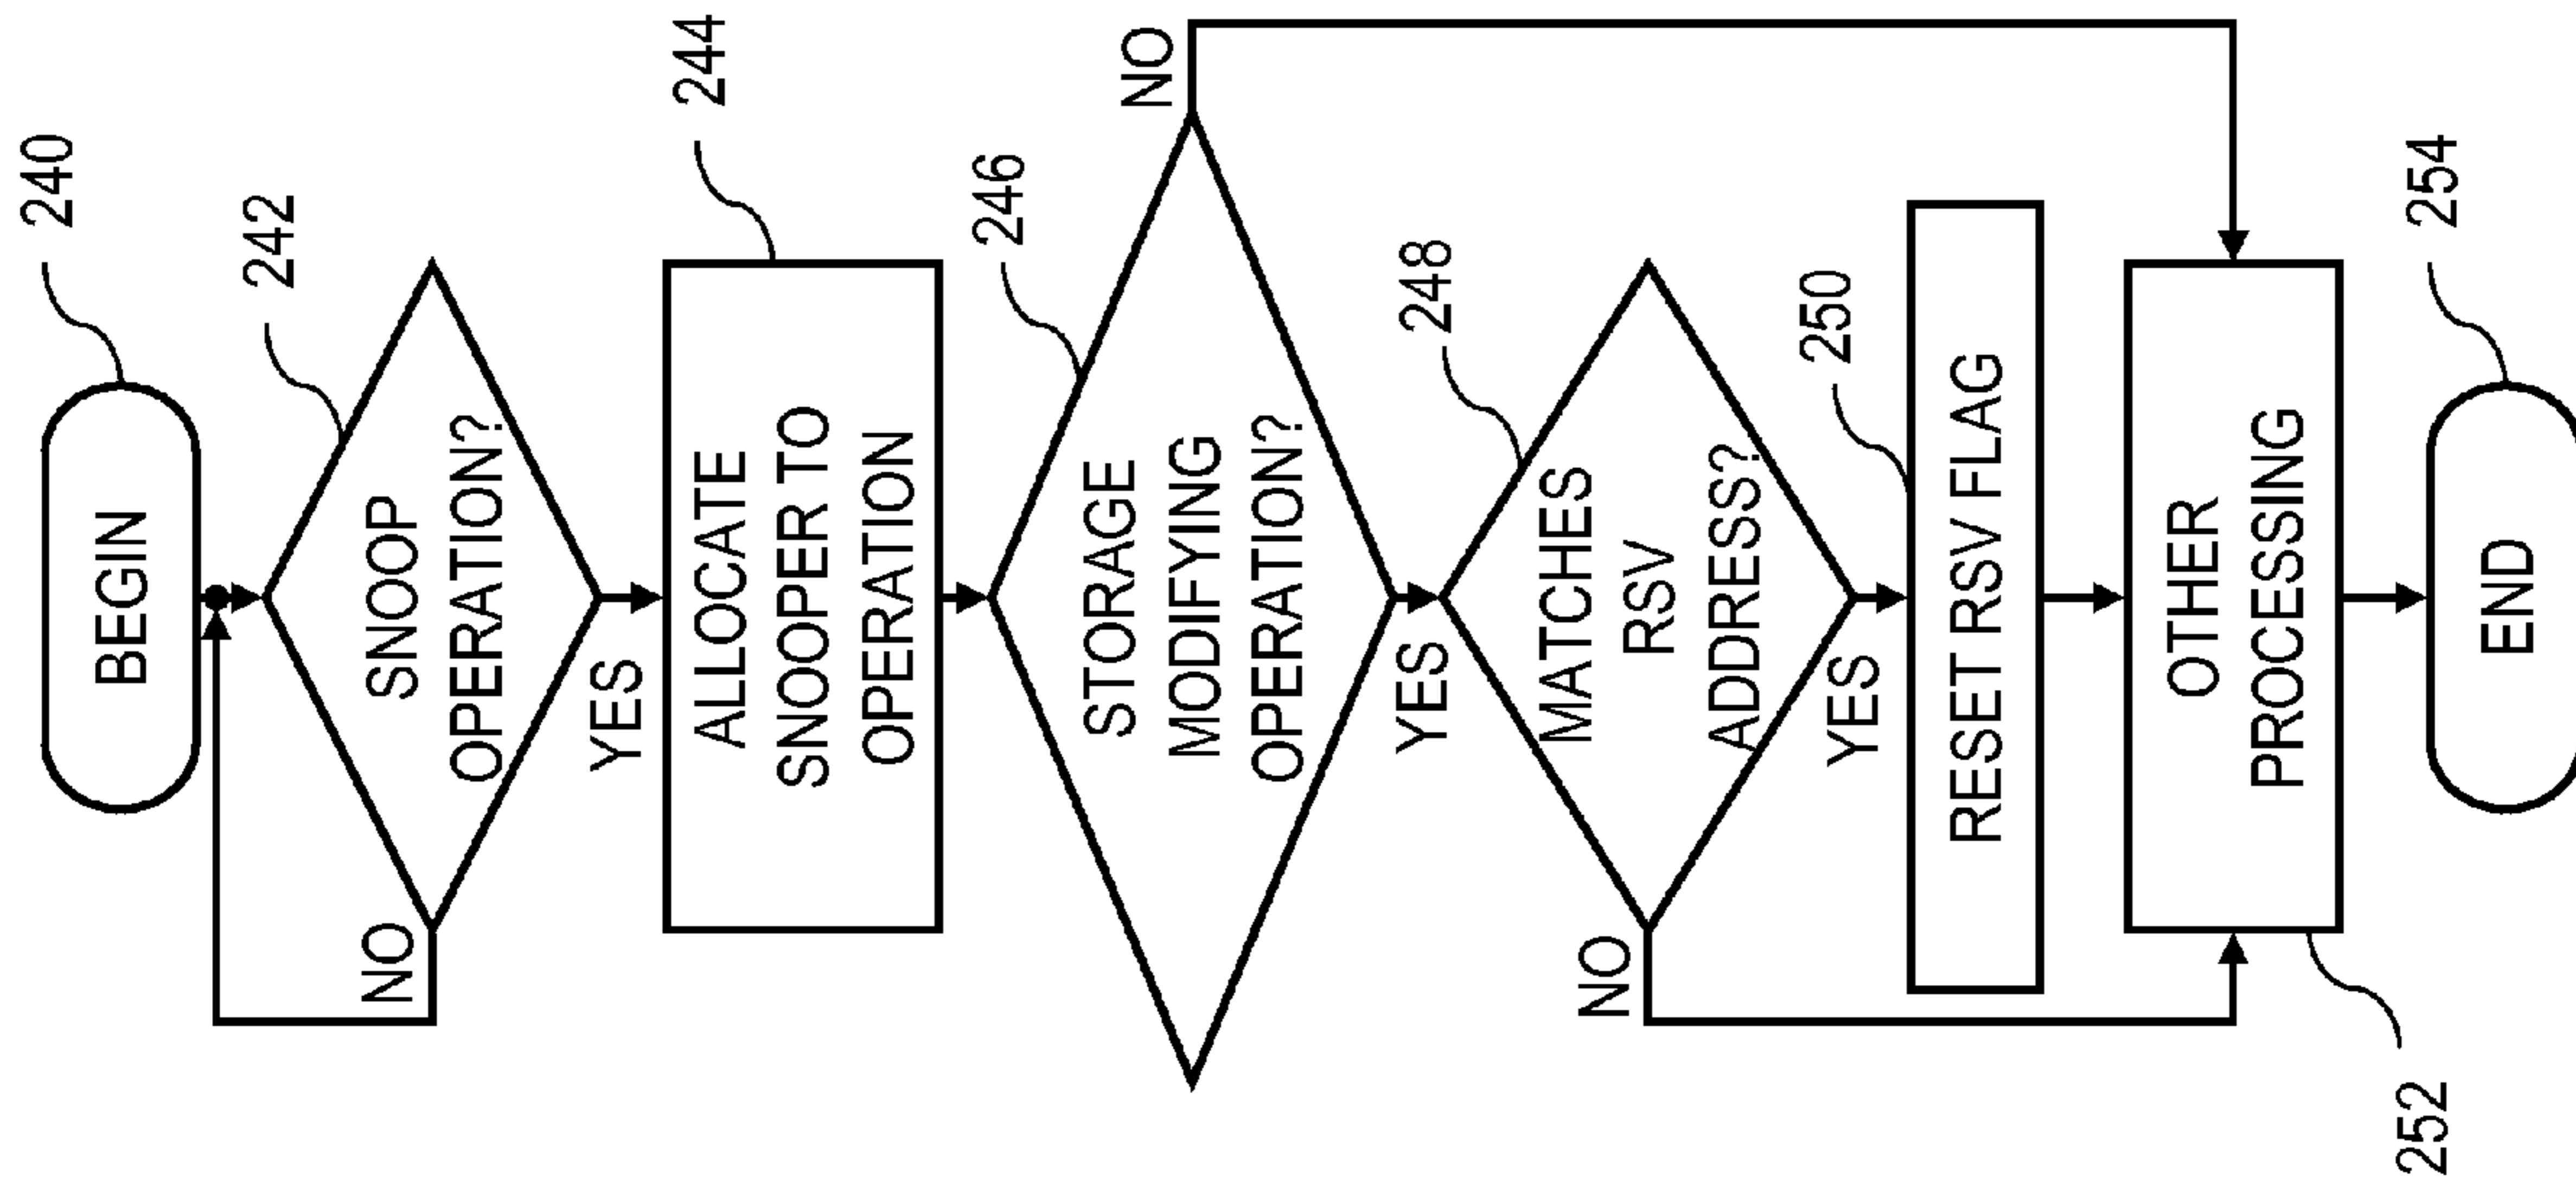 240
BEGIN
242
SNOOP
OPERATION?
NO
YES
244
ALLOCATE
SNOOPER TO
OPERATION
246
STORAGE
MODIFYING
OPERATION?
NO
YES
248
MATCHES
RSV
ADDRESS?
NO
YES
250
RESET RSV FLAG
OTHER
PROCESSING
252
254
END